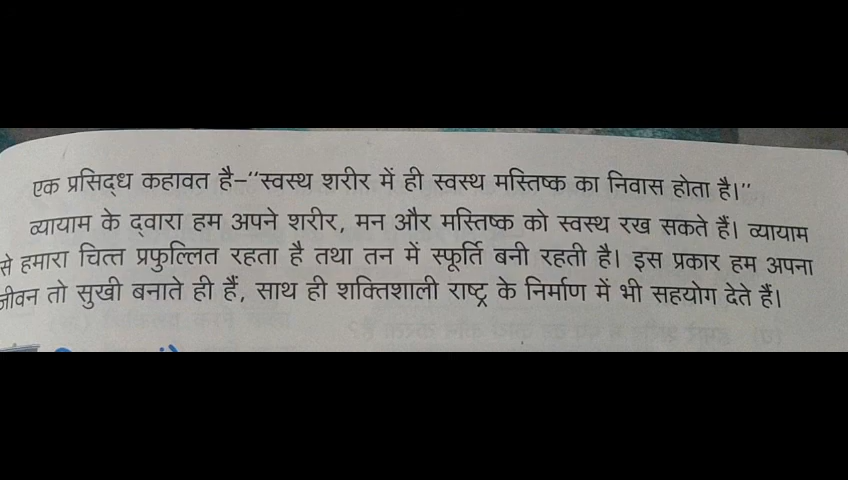 एक प्रसिद्ध कहावत है-"स्वस्थ शरीर में ही स्वस्थ मस्तिष्क का निवास होता है।"
व्यायाम के द्वारा हम अपने शरीर, मन और मस्तिष्क को स्वस्थ रख सकते हैं। व्यायाम
से हमारा चित्त प्रफुल्लित रहता है तथा तन में स्फूर्ति बनी रहती है। इस प्रकार हम अपना
जीवन तो सुखी बनाते ही हैं, साथ ही शक्तिशाली राष्ट्र के निर्माण में भी सहयोग देते हैं।